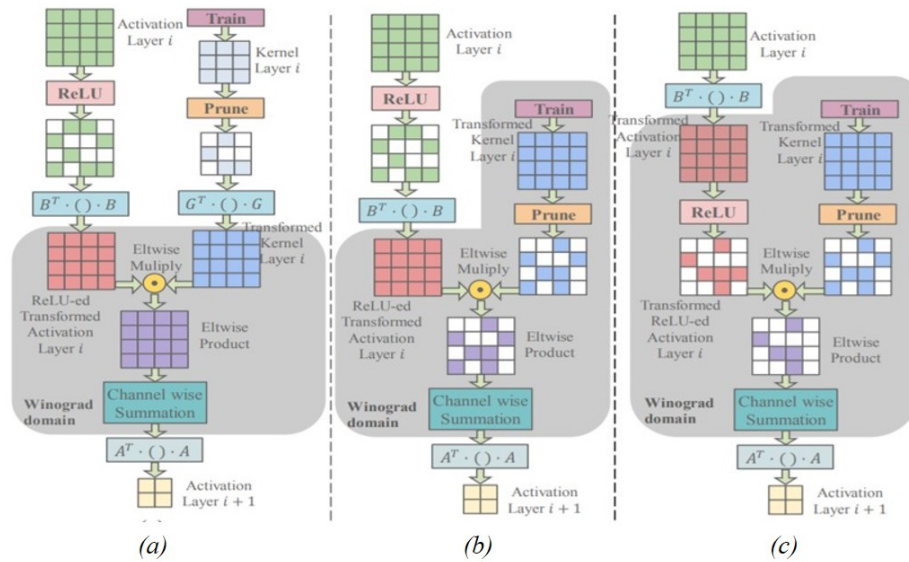 Activation
Layer i
ReLU
B^T · ( ) · B
Train
Kernel
Layer i
Prune
G^T · ( ) · G
Transformed
Kernel
Layer i
Eltwise
Muliply
ReLU-ed
Transformed
Activation
Layer i
Eltwise
Product
Channel wise
Summation
Winograd
domain
A^T · ( ) · A
Activation
Layer i + 1
(a)
Activation
Layer i
ReLU
B^T · ( ) · B
Train
Transformed
Kernel
Layer i
Prune
Eltwise
Muliply
ReLU-ed
Transformed
Activation
Layer i
Eltwise
Product
Channel wise
Summation
Winograd
domain
A^T · ( ) · A
Activation
Layer i + 1
(b)
Activation
Layer i
B^T · ( ) · B
Transformed
Activation
Layer i
ReLU
Train
Transformed
Kernel
Layer i
Prune
Eltwise
Muliply
Transformed
ReLU-ed
Activation
Layer i
Eltwise
Product
Channel wise
Summation
Winograd
domain
A^T · ( ) · A
Activation
Layer i + 1
(c)